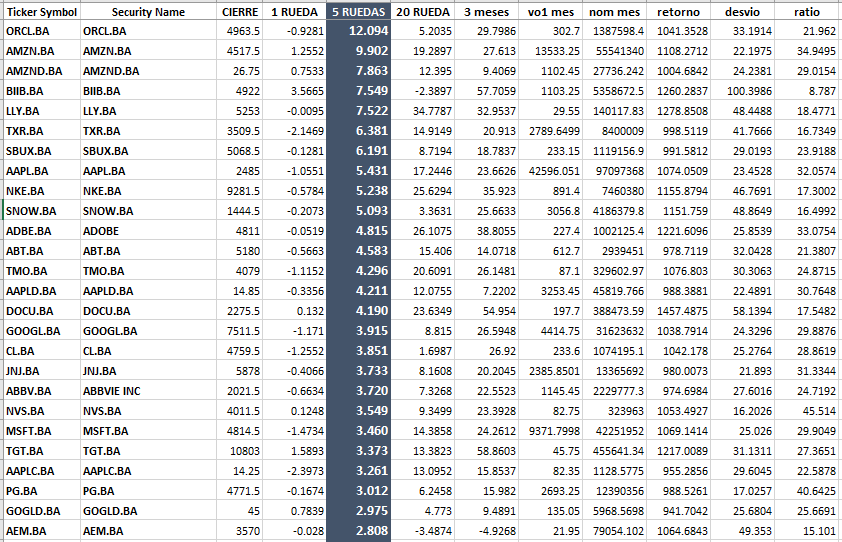 Ticker Symbol Security Name CIERRE 1 RUEDA 5 RUEDAS 20 RUEDA 3 meses vo1 mes nom mes retorno desvio ratio
ORCL.BA ORCL.BA 4963.5 -0.9281 12.094 5.2035 29.7986 302.7 1387598.4 1041.3528 33.1914 21.962
AMZN.BA AMZN.BA 4517.5 1.2552 9.902 19.2897 27.613 13533.25 55541340 1108.2712 22.1975 34.9495
AMZND.BA AMZND.BA 26.75 0.7533 7.863 12.395 9.4069 1102.45 27736.242 1004.6842 24.2381 29.0154
BIIB.BA BIIB.BA 4922 3.5665 7.549 -2.3897 57.7059 1103.25 5358672.5 1260.2837 100.3986 8.787
LLY.BA LLY.BA 5253 -0.0095 7.522 34.7787 32.9537 29.55 140117.83 1278.8508 48.4488 18.4771
TXR.BA TXR.BA 3509.5 -2.1469 6.381 14.9149 20.913 2789.6499 8400009 998.5119 41.7666 16.7349
SBUX.BA SBUX.BA 5068.5 -0.1281 6.191 8.7194 18.7837 233.15 1119156.9 991.5812 29.0193 23.9188
AAPL.BA AAPL.BA 2485 -1.0551 5.431 17.2446 23.6626 42596.051 97097368 1074.0509 23.4528 32.0574
NKE.BA NKE.BA 9281.5 -0.5784 5.238 25.6294 35.923 891.4 7460380 1155.8794 46.7691 17.3002
SNOW.BA SNOW.BA 1444.5 -0.2073 5.093 3.3631 25.6633 3056.8 4186379.8 1151.759 48.8649 16.4992
ADBE.BA ADOBE 4811 -0.0519 4.815 26.1075 38.8055 227.4 1002125.4 1221.6096 25.8539 33.0754
ABT.BA ABT.BA 5180 -0.5663 4.583 15.406 14.0718 612.7 2939451 978.7119 32.0428 21.3807
TMO.BA TMO.BA 4079 -1.1152 4.296 20.6091 26.1481 87.1 329602.97 1076.803 30.3063 24.8715
AAPLD.BA AAPLD.BA 14.85 -0.3356 4.211 12.0755 7.2202 3253.45 45819.766 988.3881 22.4891 30.7648
DOCU.BA DOCU.BA 2275.5 0.132 4.190 23.6349 54.954 197.7 388473.59 1457.4875 58.1394 17.5482
GOOGL.BA GOOGL.BA 7511.5 -1.171 3.915 8.815 26.5948 4414.75 31623632 1038.7914 24.3296 29.8876
CL.BA CL.BA 4759.5 -1.2552 3.851 1.6987 26.92 233.6 1074195.1 1042.178 25.2764 28.8619
JNJ.BA JNJ.BA 5878 -0.4066 3.733 8.1608 20.2045 2385.8501 13365692 980.0073 21.893 31.3344
ABBV.BA ABBVIE INC 2021.5 -0.6634 3.720 7.3268 22.5523 1145.45 2229777.3 974.6984 27.6016 24.7192
NVS.BA NVS.BA 4011.5 0.1248 3.549 9.3499 23.3928 82.75 323963 1053.4927 16.2026 45.514
MSFT.BA MSFT.BA 4814.5 -1.4734 3.460 14.3858 24.2612 9371.7998 42251952 1069.1414 25.026 29.9049
TGT.BA TGT.BA 10803 1.5893 3.373 13.3823 58.8603 45.75 455641.34 1217.0089 31.1311 27.3651
AAPLC.BA AAPLC.BA 14.25 -2.3973 3.261 13.0952 15.8537 82.35 1128.5775 955.2856 29.6045 22.5878
PG.BA PG.BA 4771.5 -0.1674 3.012 6.2458 15.982 2693.25 12390356 988.5261 17.0257 40.6425
GOGLD.BA GOGLD.BA 45 0.7839 2.975 4.773 9.4891 135.05 5968.5698 941.7042 25.6804 25.6691
AEM.BA AEM.BA 3570 -0.028 2.808 -3.4874 -4.9268 21.95 79054.102 1064.6843 49.353 15.101